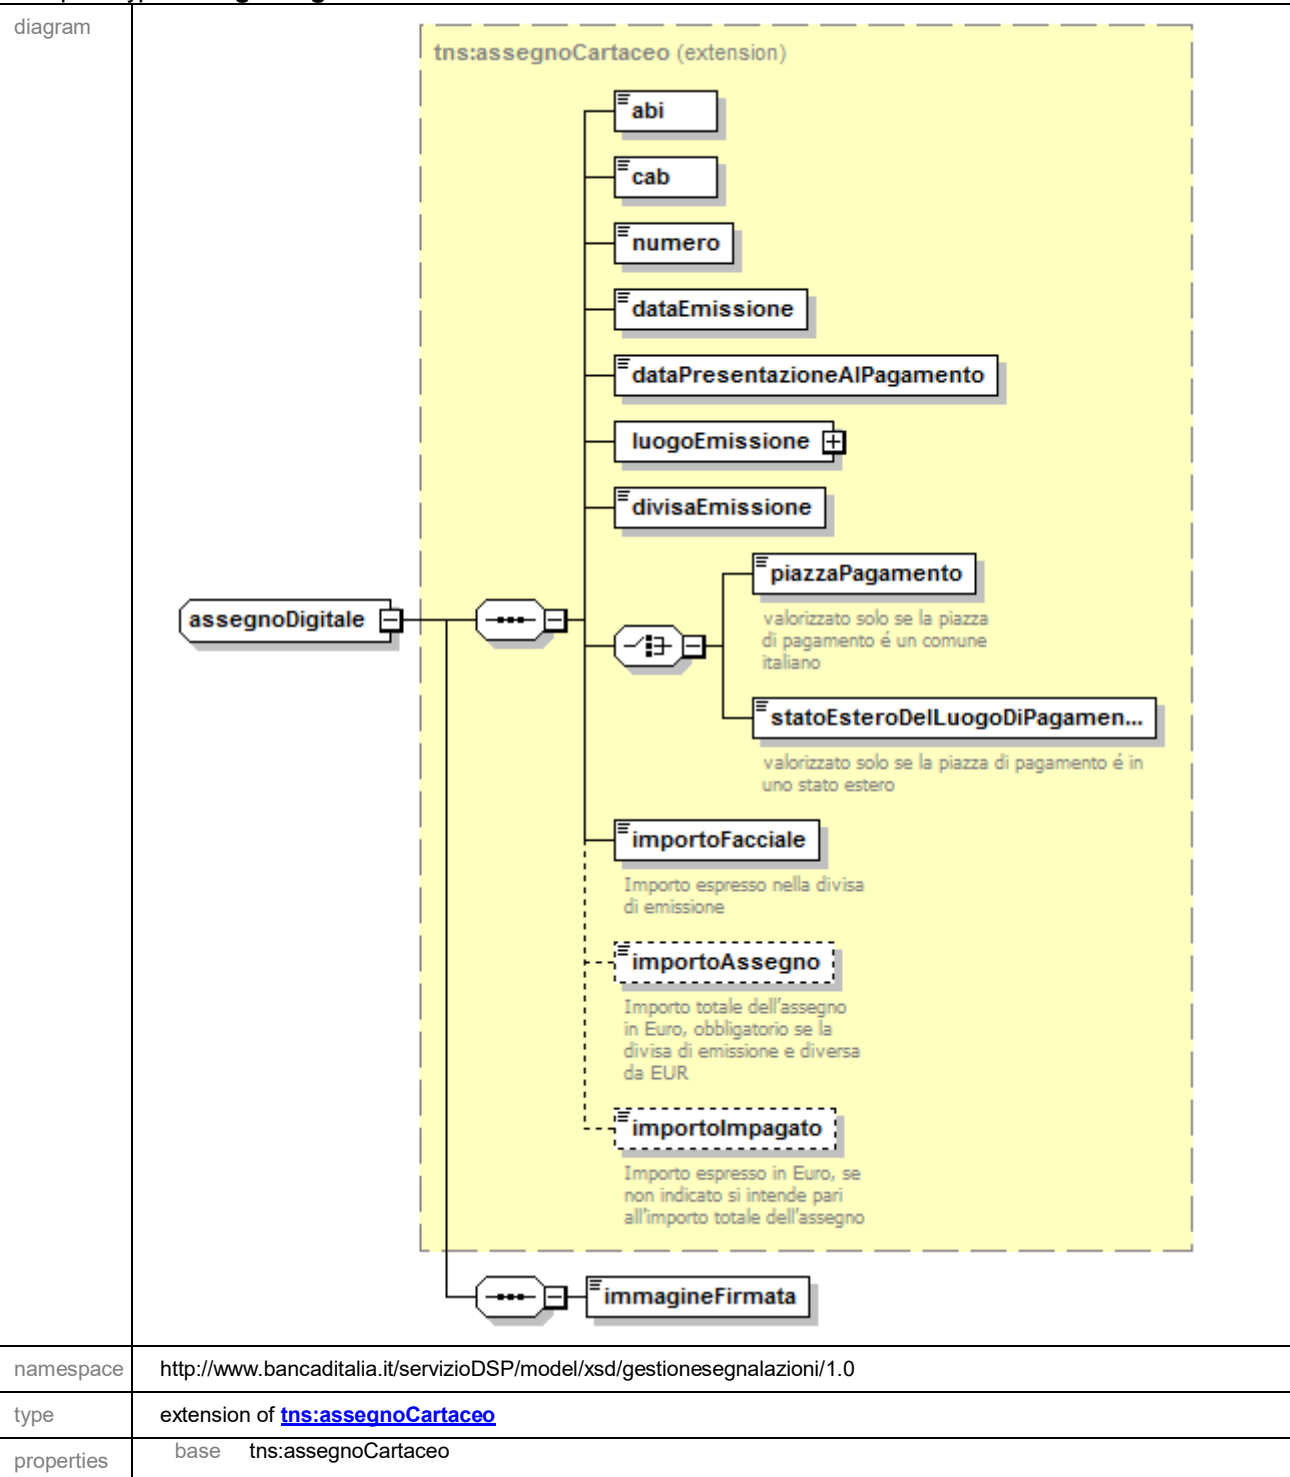 diagram
tns:assegnoCartaceo (extension)
abi
cab
numero
dataEmissione
dataPresentazioneAlPagamento
luogoEmissione
divisaEmissione
piazzaPagamento
valorizzato solo se la piazza
di pagamento é un comune
italiano
assegnoDigitale
statoEsteroDelLuogoDiPagamen...
valorizzato solo se la piazza di pagamento é in
uno stato estero
importoFacciale
Importo espresso nella divisa
di emissione
importoAssegno
Importo totale dell'assegno
in Euro, obbligatorio se la
divisa di emissione e diversa
da EUR
importoImpagato
Importo espresso in Euro, se
non indicato si intende pari
all'importo totale dell'assegno
immagineFirmata
namespace http://www.bancaditalia.it/servizioDSP/model/xsd/gestionesegnalazioni/1.0
type extension of tns:assegnoCartaceo
properties base tns:assegnoCartaceo